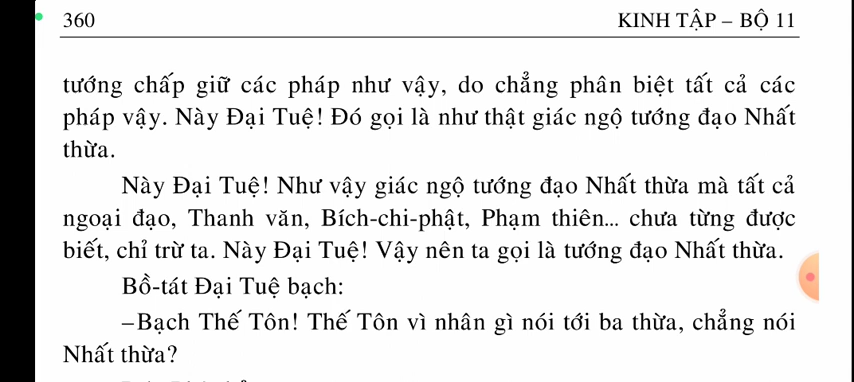 360 KINH TẬP – BỘ 11
tướng chấp giữ các pháp như vậy, do chẳng phân biệt tất cả các
pháp vậy. Này Đại Tuệ! Đó gọi là như thật giác ngộ tướng đạo Nhất
thừa.
Này Đại Tuệ! Như vậy giác ngộ tướng đạo Nhất thừa mà tất cả
ngoại đạo, Thanh văn, Bích-chi-phật, Phạm thiên... chưa từng được
biết, chỉ trừ ta. Này Đại Tuệ! Vậy nên ta gọi là tướng đạo Nhất thừa.
Bồ-tát Đại Tuệ bạch:
–Bạch Thế Tôn! Thế Tôn vì nhân gì nói tới ba thừa, chẳng nói
Nhất thừa?